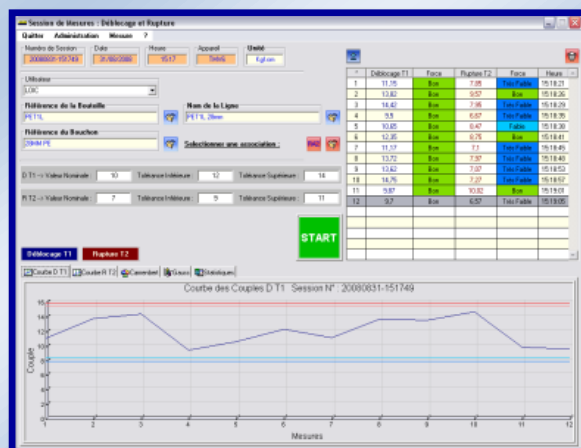 Session de Mesures : Déblocage et Rupture
Quitter Administration Mesure ?
Numéro de Session Date Heure Appareil Unité
20080831-151749 31/08/2008 15:17 Kgf.cm
Utilisateur
LOIC
Référence de la Bouteille Nom de la Ligne
PET1L PET1L 28mm
Référence du Bouchon
28MM PE Selectionner une association :
D T1 -> Valeur Nominale : 10 Tolérance Inférieure : 12 Tolérance Supérieure : 14
R T2 -> Valeur Nominale : 7 Tolérance Inférieure : 9 Tolérance Supérieure : 11
START
Déblocage T1 Rupture T2
Déblocage T1 Force Rupture T2 Force Heure
1 11,15 Bon 7,85 Très Faible 15:18:21
2 13,82 Bon 9,57 Bon 15:18:26
3 14,42 Bon 7,95 Très Faible 15:18:29
4 9,5 Bon 6,87 Très Faible 15:18:35
5 10,65 Bon 8,47 Faible 15:18:38
6 12,35 Bon 8,75 Bon 15:18:41
7 11,17 Bon 7,1 Très Faible 15:18:45
8 13,72 Bon 7,97 Très Faible 15:18:48
9 13,62 Bon 7,07 Très Faible 15:18:53
10 14,75 Bon 7,27 Très Faible 15:18:57
11 9,87 Bon 10,02 Bon 15:19:01
12 9,7 Bon 6,57 Très Faible 15:19:05
Courbe D T1 Courbe R T2 Camembert Gauss Statistiques
Courbe des Couples D T1 Session N° : 20080831-151749
Couple
16
14
12
10
8
6
4
2
0
1 2 3 4 5 6 7 8 9 10 11 12
Mesures